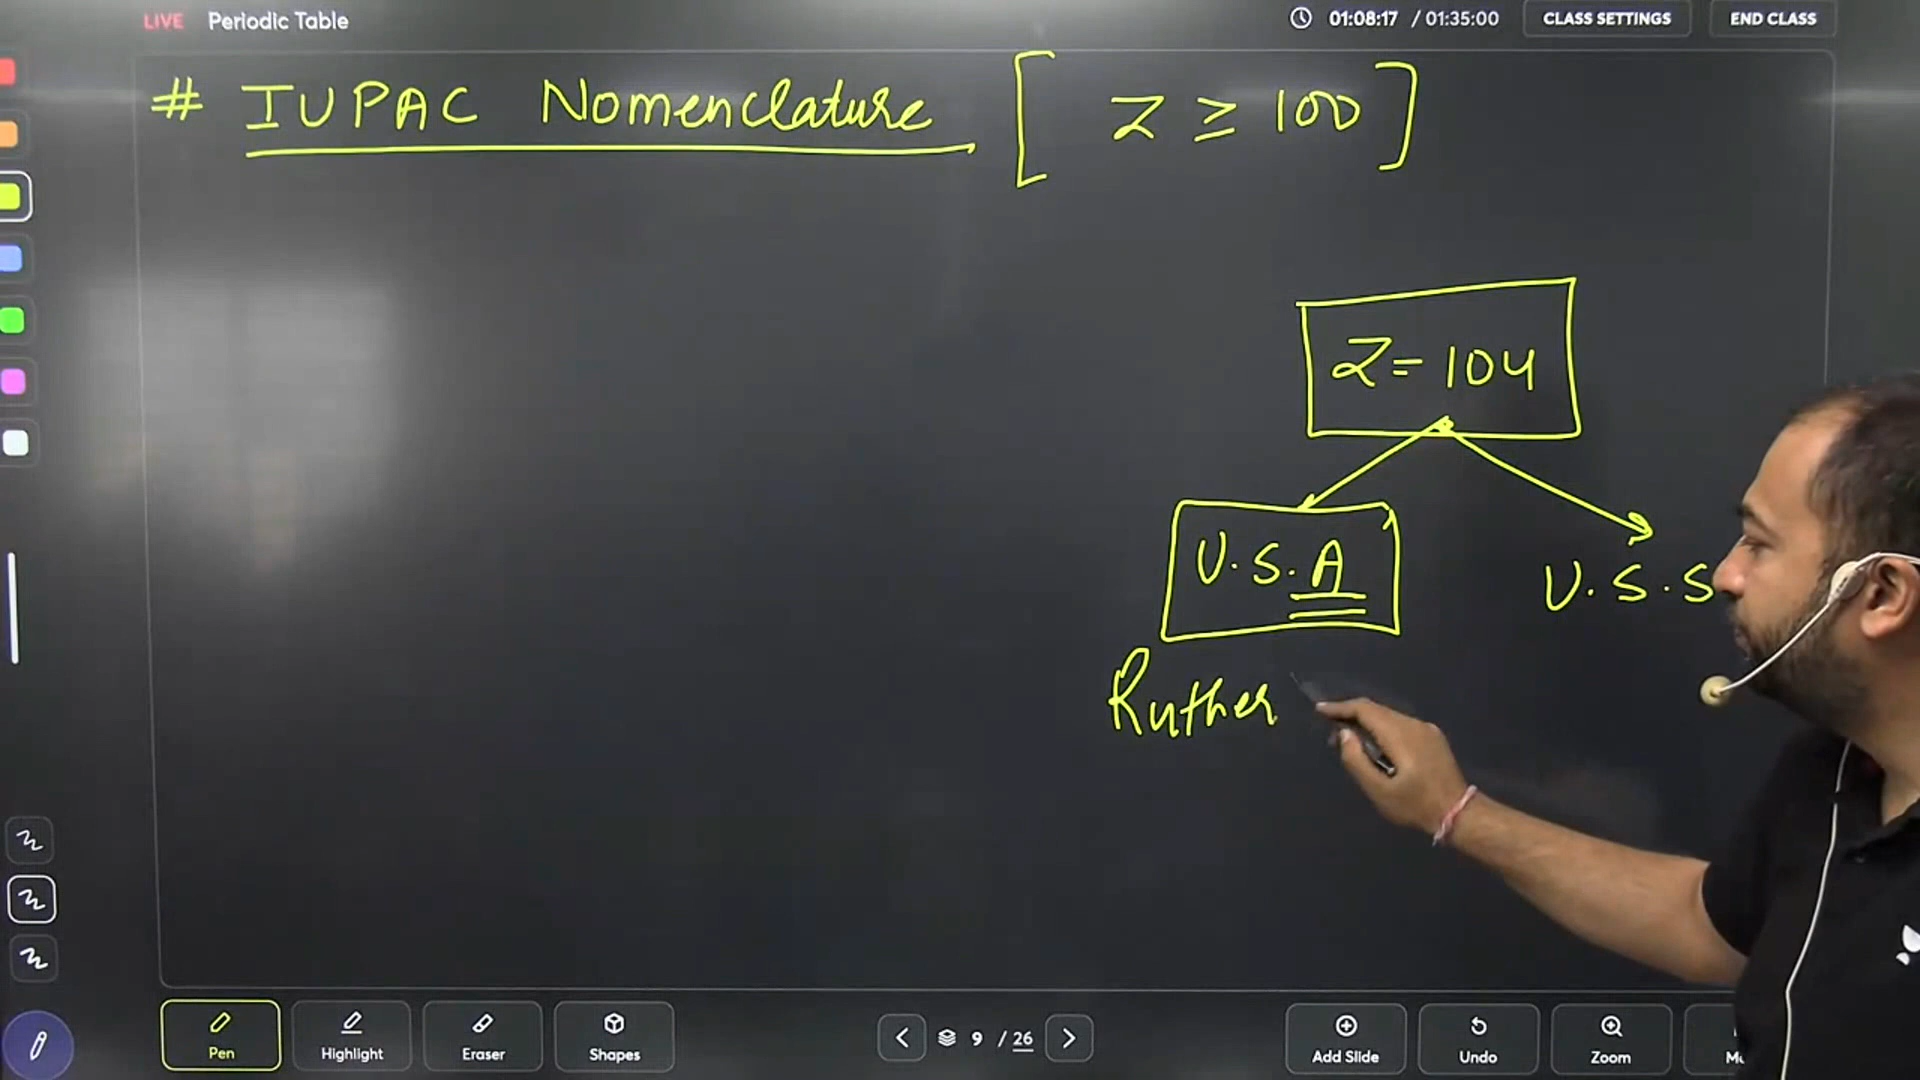 LIVE Periodic Table
01:08:17 / 01:35:00 CLASS SETTINGS END CLASS
# IUPAC Nomenclature [ Z ≥ 100 ]
Z = 104
U.S.A
U.S.S
Ruther
Pen Highlight Eraser Shapes
9 / 26
Add Slide Undo Zoom